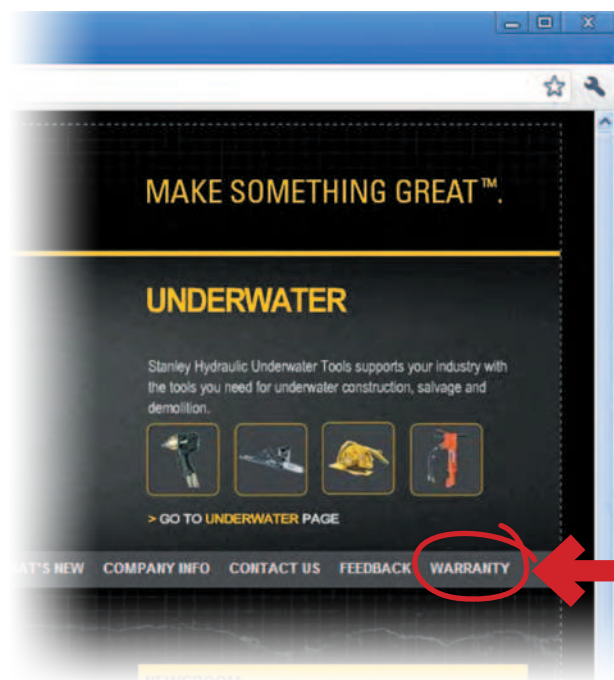 MAKE SOMETHING GREAT™.
UNDERWATER
Stanley Hydraulic Underwater Tools supports your industry with
the tools you need for underwater construction, salvage and
demolition.
> GO TO UNDERWATER PAGE
NEW COMPANY INFO CONTACT US FEEDBACK WARRANTY